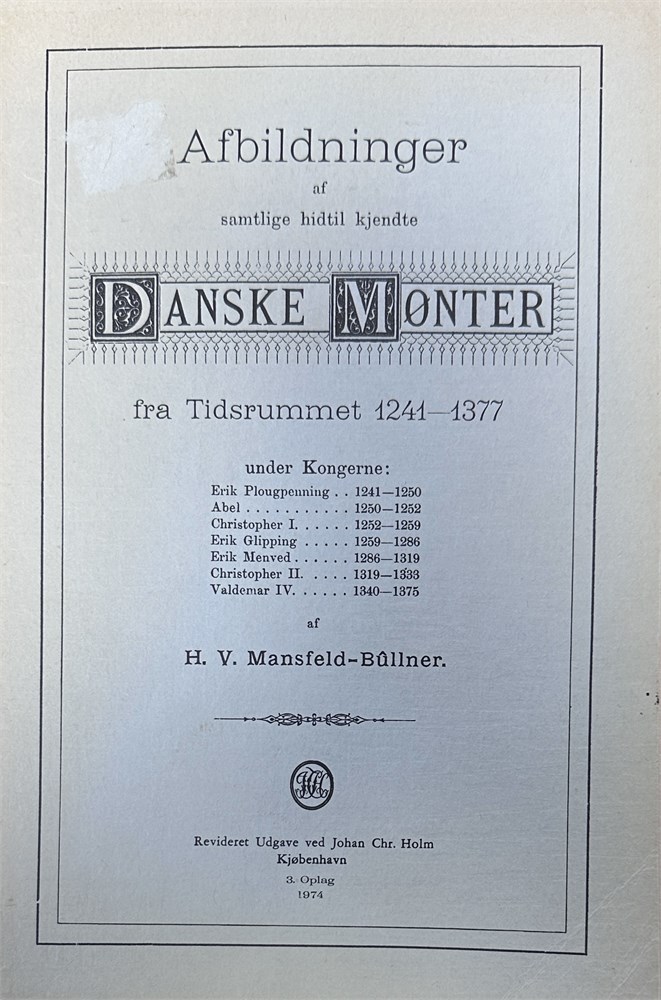 Afbildninger
af
samtlige hidtil kjendte
DANSKE MØNTER
fra Tidsrummet 1241—1377
under Kongerne:
Erik Plougpenning . . 1241—1250
Abel . . . . . . . . . . . 1250—1252
Christopher I. . . . . . 1252—1259
Erik Glipping . . . . . 1259—1286
Erik Menved . . . . . . 1286—1319
Christopher II. . . . . 1319—1333
Valdemar IV. . . . . . 1340—1375
af
H. V. Mansfeld-Bûllner.
Revideret Udgave ved Johan Chr. Holm
Kjøbenhavn
3. Oplag
1974